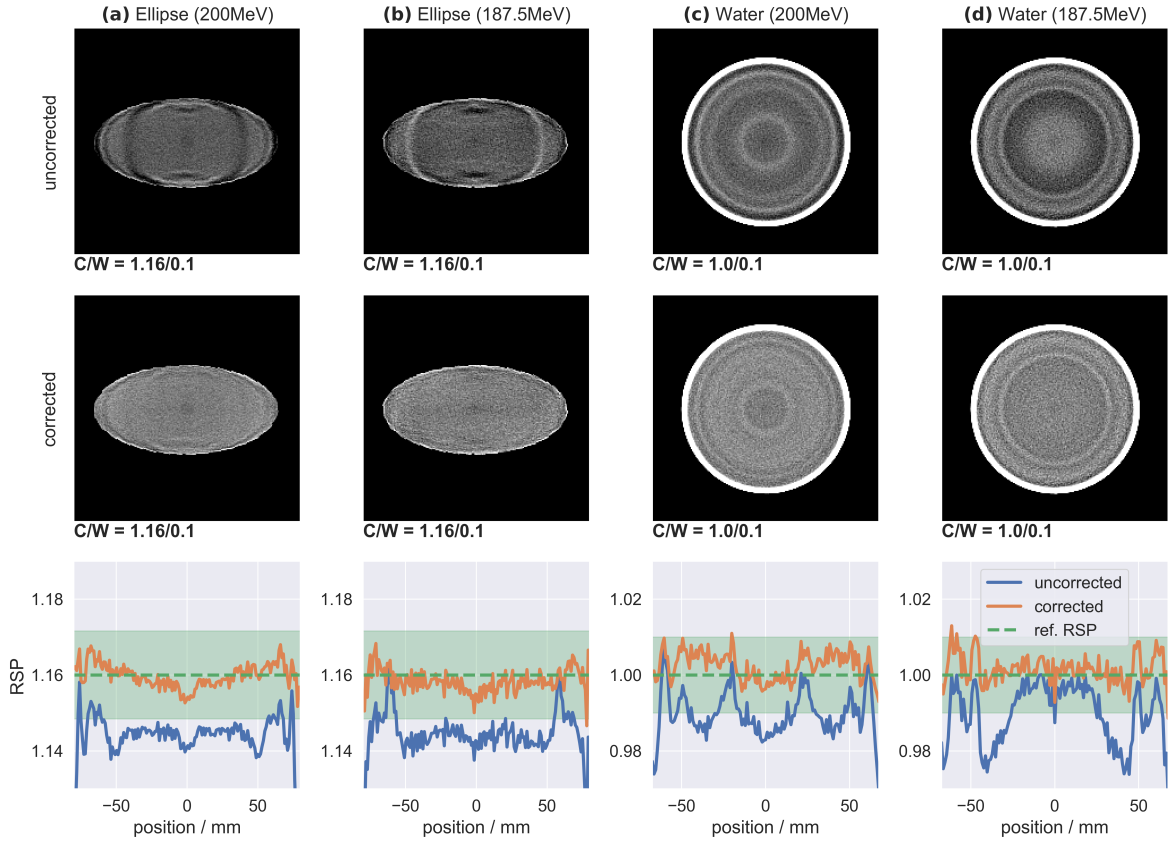 (a) Ellipse (200MeV)
(b) Ellipse (187.5MeV)
(c) Water (200MeV)
(d) Water (187.5MeV)
uncorrected
C/W = 1.16/0.1
C/W = 1.16/0.1
C/W = 1.0/0.1
C/W = 1.0/0.1
corrected
C/W = 1.16/0.1
C/W = 1.16/0.1
C/W = 1.0/0.1
C/W = 1.0/0.1
RSP
1.18
1.16
1.14
−50
0
50
position / mm
1.18
1.16
1.14
−50
0
50
position / mm
1.02
1.00
0.98
−50
0
50
position / mm
1.02
1.00
0.98
−50
0
50
position / mm
uncorrected
corrected
ref. RSP